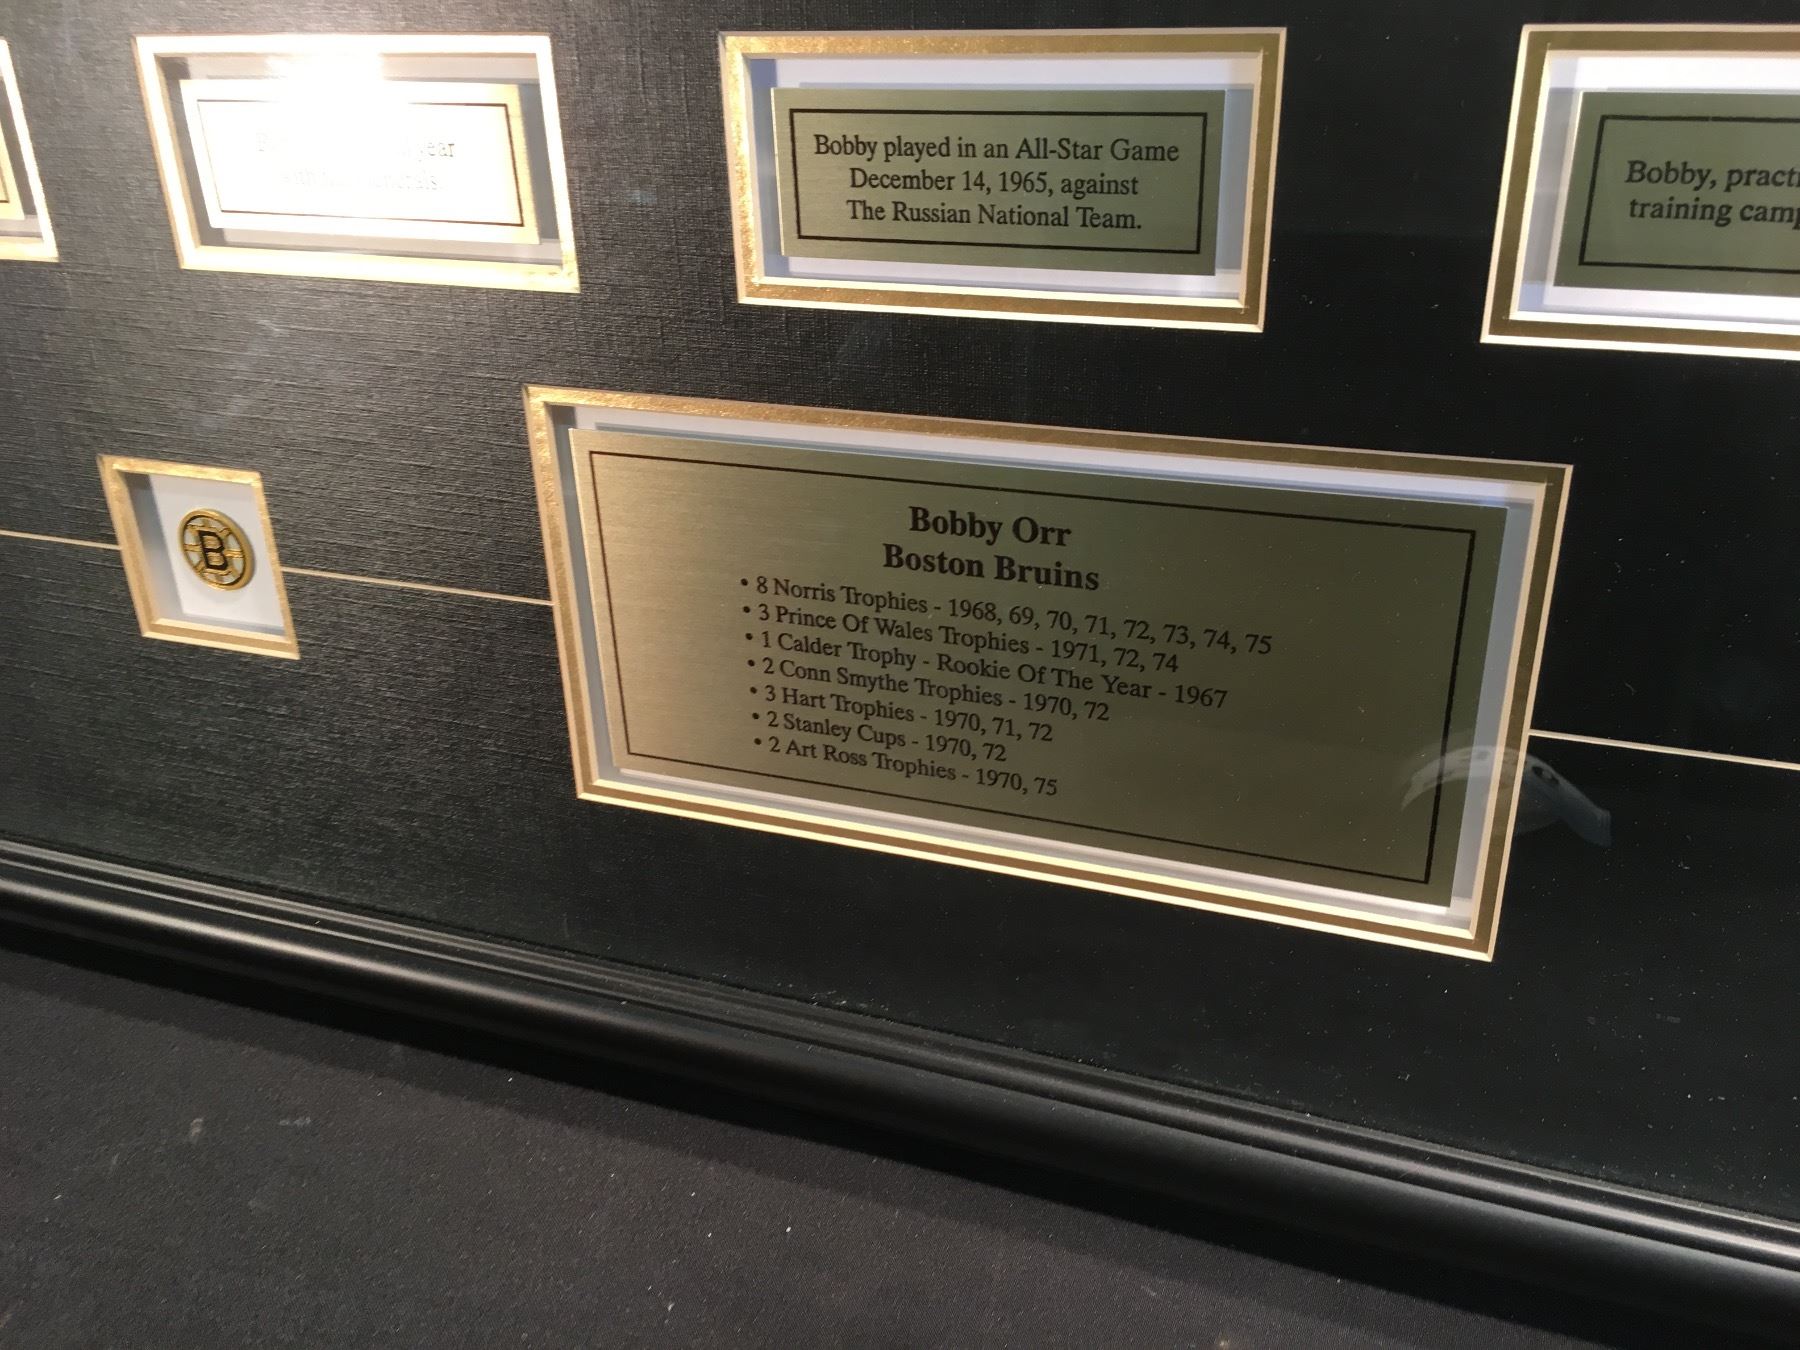 year
Bobby played in an All-Star Game
December 14, 1965, against
The Russian National Team.
Bobby,
training
B
Bobby Orr
Boston Bruins
• 8 Norris Trophies - 1968, 69, 70, 71, 72, 73, 74, 75
• 3 Prince Of Wales Trophies - 1971, 72, 74
• 1 Calder Trophy - Rookie Of The Year - 1967
• 2 Conn Smythe Trophies - 1970, 72
• 3 Hart Trophies - 1970, 71, 72
• 2 Stanley Cups - 1970, 72
• 2 Art Ross Trophies - 1970, 75